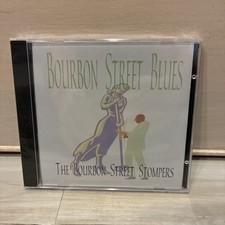 BOURBON STREET BLUES
THE BOURBON STREET STOMPERS